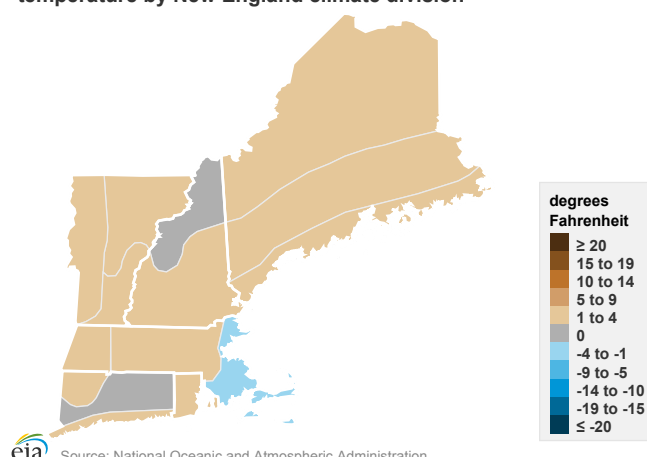 temperature by New England climate division
degrees
Fahrenheit
≥ 20
15 to 19
10 to 14
5 to 9
1 to 4
0
-4 to -1
-9 to -5
-14 to -10
-19 to -15
≤ -20
eia
Source: National Oceanic and Atmospheric Administration